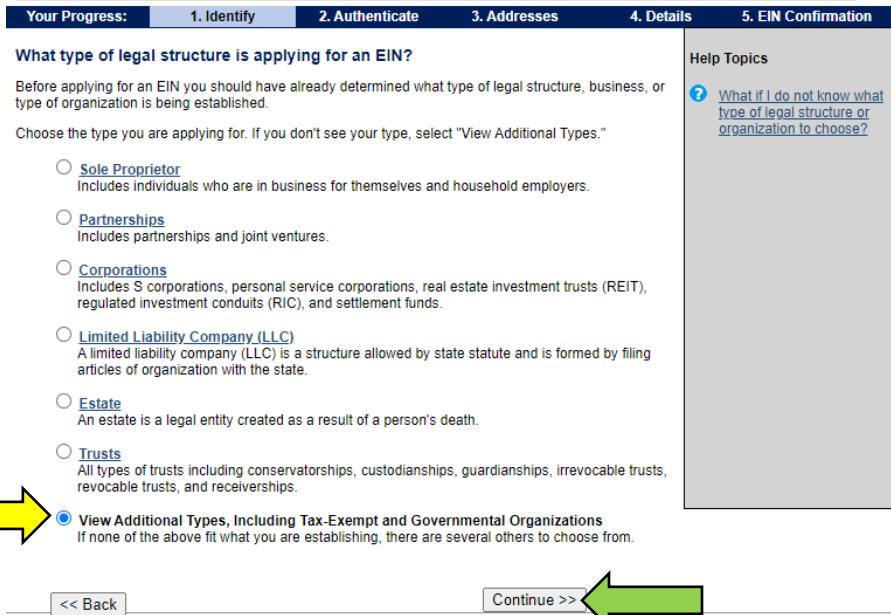 Your Progress: 1. Identify 2. Authenticate 3. Addresses 4. Details 5. EIN Confirmation
What type of legal structure is applying for an EIN?
Before applying for an EIN you should have already determined what type of legal structure, business, or
type of organization is being established.
Choose the type you are applying for. If you don't see your type, select "View Additional Types."
Sole Proprietor
Includes individuals who are in business for themselves and household employers.
Partnerships
Includes partnerships and joint ventures.
Corporations
Includes S corporations, personal service corporations, real estate investment trusts (REIT),
regulated investment conduits (RIC), and settlement funds.
Limited Liability Company (LLC)
A limited liability company (LLC) is a structure allowed by state statute and is formed by filing
articles of organization with the state.
Estate
An estate is a legal entity created as a result of a person's death.
Trusts
All types of trusts including conservatorships, custodianships, guardianships, irrevocable trusts,
revocable trusts, and receiverships.
View Additional Types, Including Tax-Exempt and Governmental Organizations
If none of the above fit what you are establishing, there are several others to choose from.
<< Back
Continue >>
Help Topics
?
What if I do not know what
type of legal structure or
organization to choose?